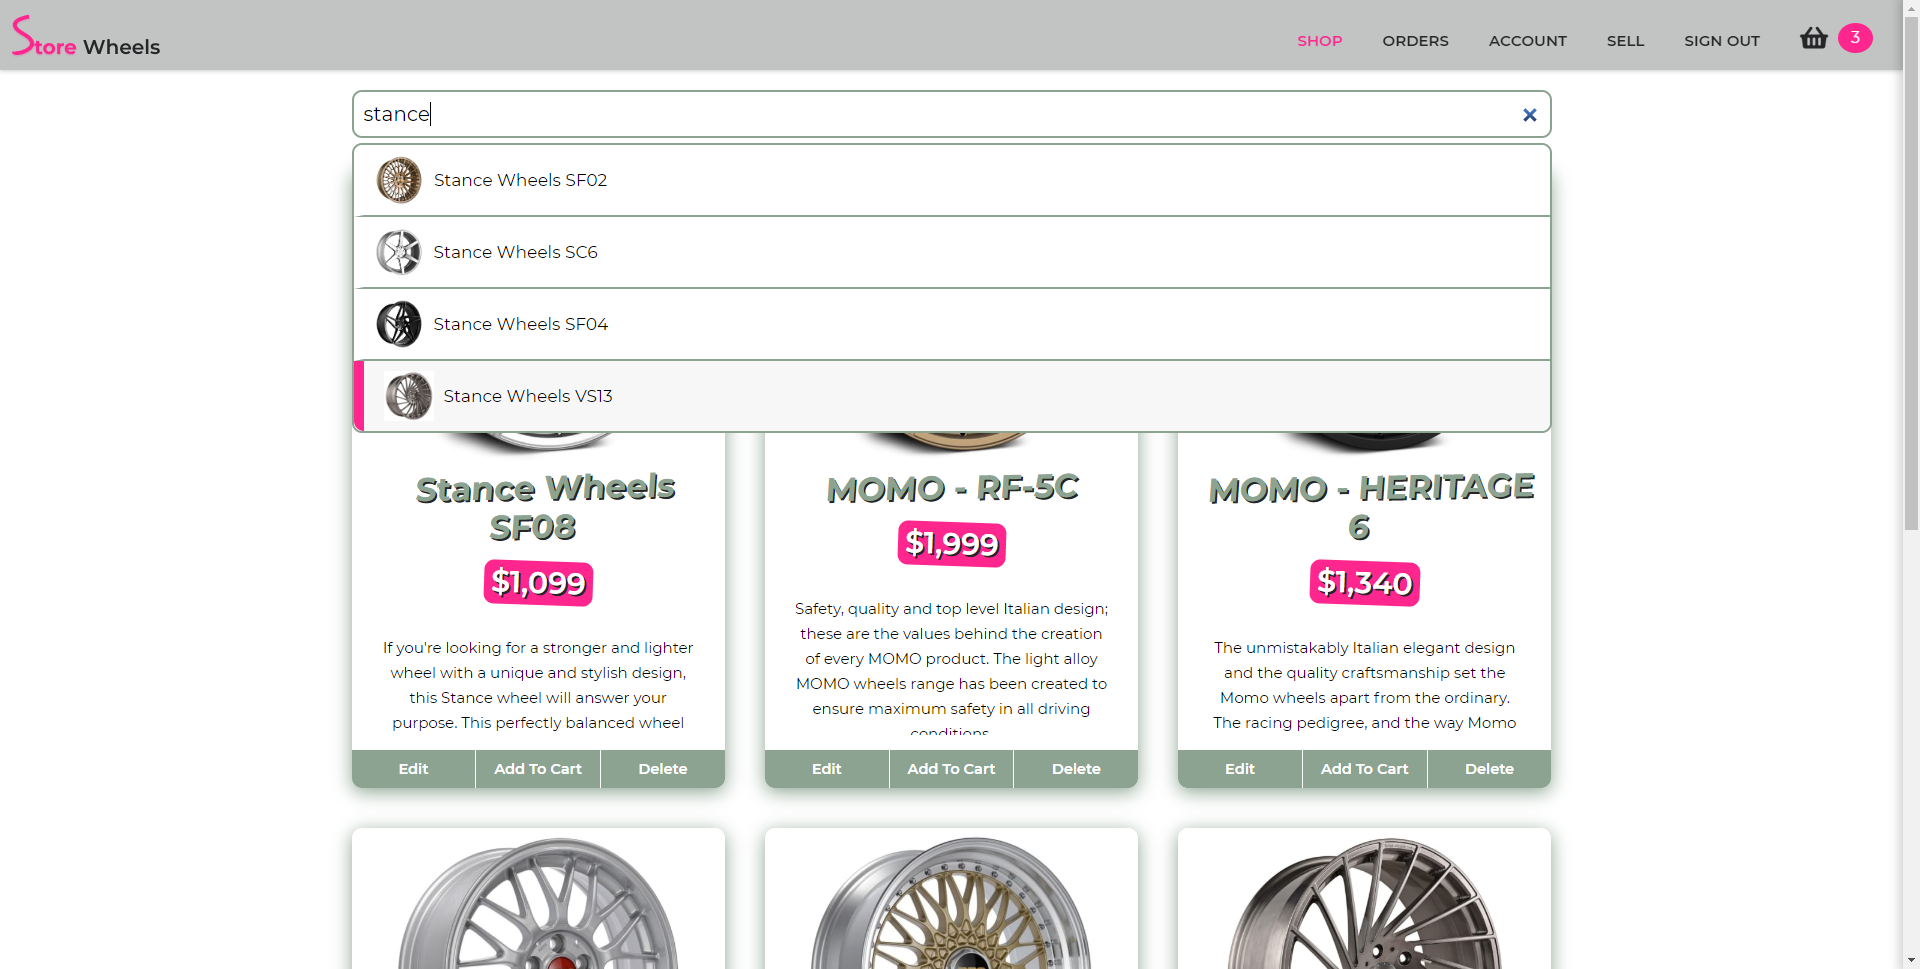 Store Wheels
SHOP ORDERS ACCOUNT SELL SIGN OUT 3
stance
Stance Wheels SF02
Stance Wheels SC6
Stance Wheels SF04
Stance Wheels VS13
Stance Wheels
SF08
$1,099
If you're looking for a stronger and lighter
wheel with a unique and stylish design,
this Stance wheel will answer your
purpose. This perfectly balanced wheel
Edit Add To Cart Delete
MOMO - RF-5C
$1,999
Safety, quality and top level Italian design;
these are the values behind the creation
of every MOMO product. The light alloy
MOMO wheels range has been created to
ensure maximum safety in all driving
conditions
Edit Add To Cart Delete
MOMO - HERITAGE
6
$1,340
The unmistakably Italian elegant design
and the quality craftsmanship set the
Momo wheels apart from the ordinary.
The racing pedigree, and the way Momo
Edit Add To Cart Delete